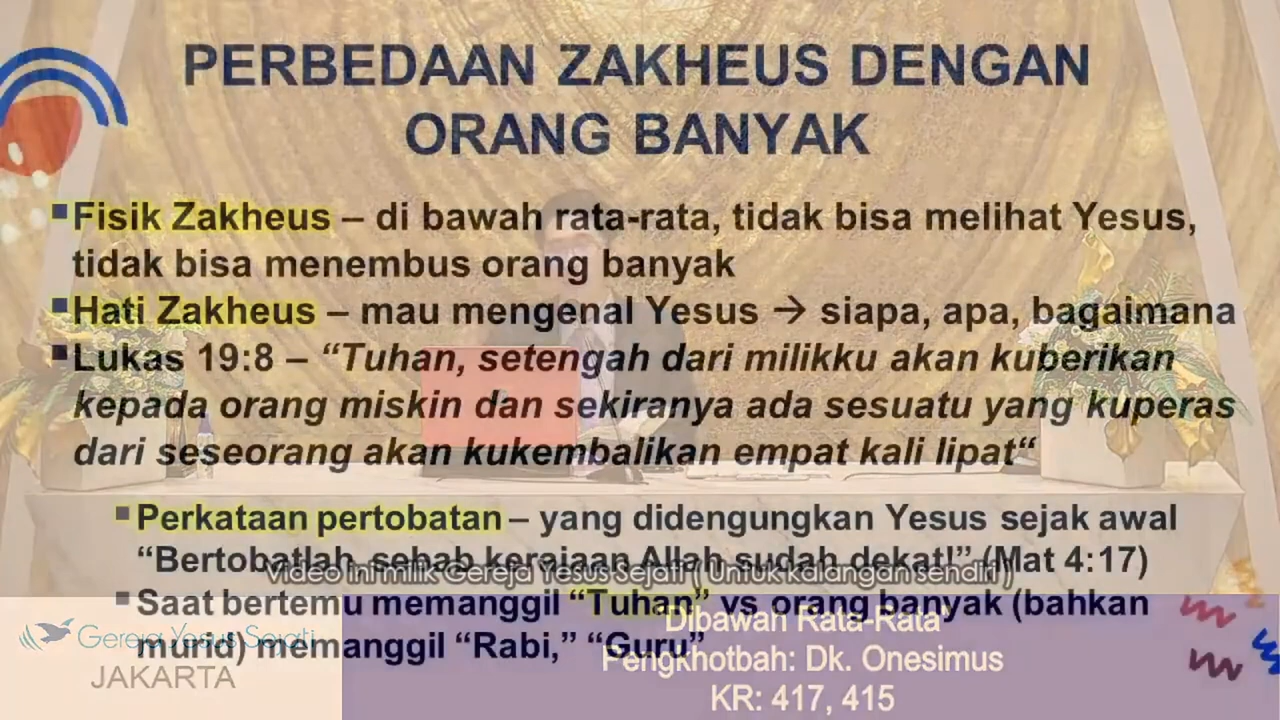 PERBEDAAN ZAKHEUS DENGAN
ORANG BANYAK
▪Fisik Zakheus – di bawah rata-rata, tidak bisa melihat Yesus,
tidak bisa menembus orang banyak
▪Hati Zakheus – mau mengenal Yesus → siapa, apa, bagaimana
▪Lukas 19:8 – “Tuhan, setengah dari milikku akan kuberikan
kepada orang miskin dan sekiranya ada sesuatu yang kuperas
dari seseorang akan kukembalikan empat kali lipat“
▪Perkataan pertobatan – yang didengungkan Yesus sejak awal
“Bertobatlah, sebab kerajaan Allah sudah dekat!” (Mat 4:17)
Video ini milik Gereja Yesus Sejati ( Untuk kalangan sendiri )
▪Saat bertemu memanggil “Tuhan” vs orang banyak (bahkan
murid) memanggil “Rabi,” “Guru”
Gereja Yesus Sejati
JAKARTA
'Dibawah Rata-Rata'
Pengkhotbah: Dk. Onesimus
KR: 417, 415